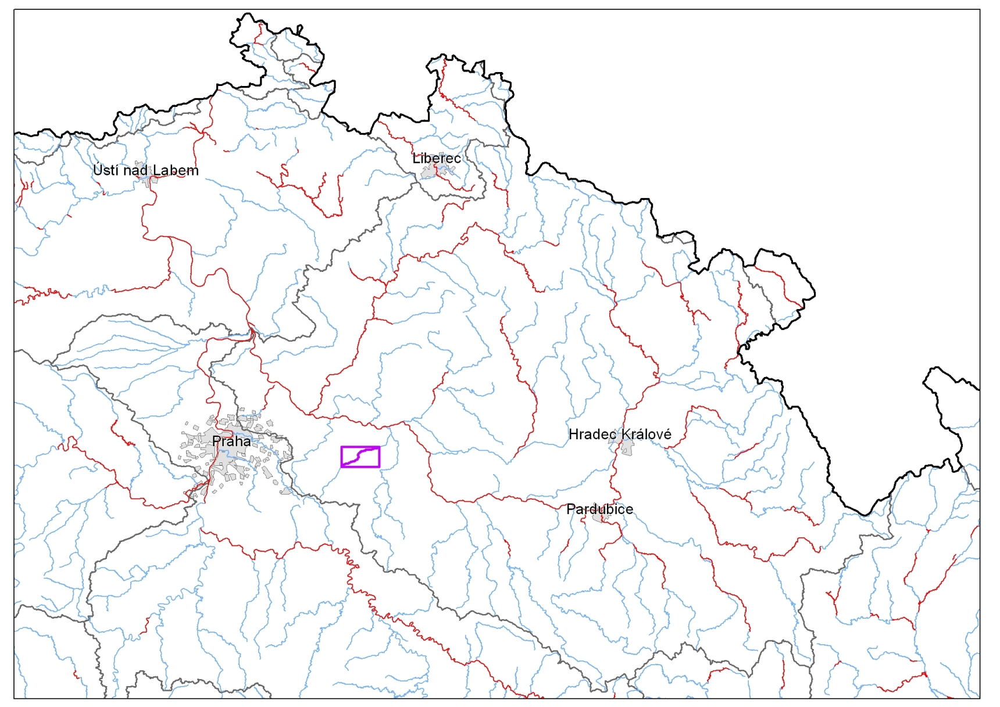 Liberec
Ústí nad Labem
Hradec Králové
Praha
Pardubice